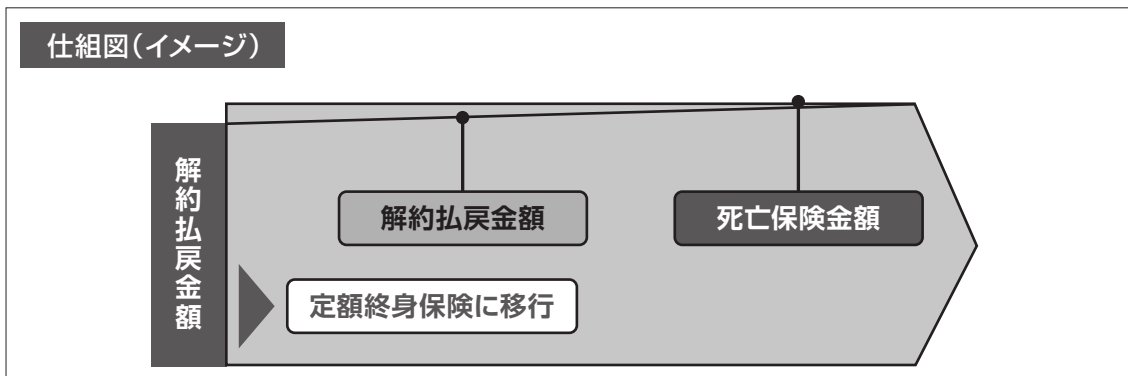 仕組図（イメージ）
解約払戻金額
解約払戻金額
死亡保険金額
定額終身保険に移行